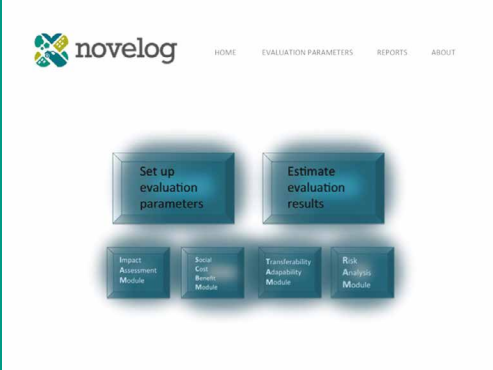 novelog
HOME EVALUATION PARAMETERS REPORTS ABOUT
Set up
evaluation
parameters
Estimate
evaluation
results
Impact
Assessment
Module
Social
Cost
Benefit
Module
Transferability
Adapability
Module
Risk
Analysis
Module